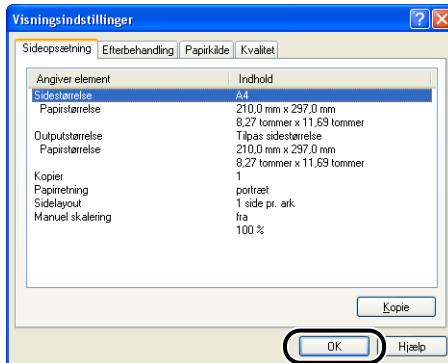 Visningsindstillinger
Sideopsætning Efterbehandling Papirkilde Kvalitet
Angiver element Indhold
Sidestørrelse A4
Papirstørrelse 210,0 mm x 297,0 mm
8,27 tommer x 11,69 tommer
Outputstørrelse Tilpas sidestørrelse
Papirstørrelse 210,0 mm x 297,0 mm
8,27 tommer x 11,69 tommer
Kopier 1
Papirretning portræt
Sidelayout 1 side pr. ark
Manuel skalering fra
100 %
Kopie
OK Hjælp